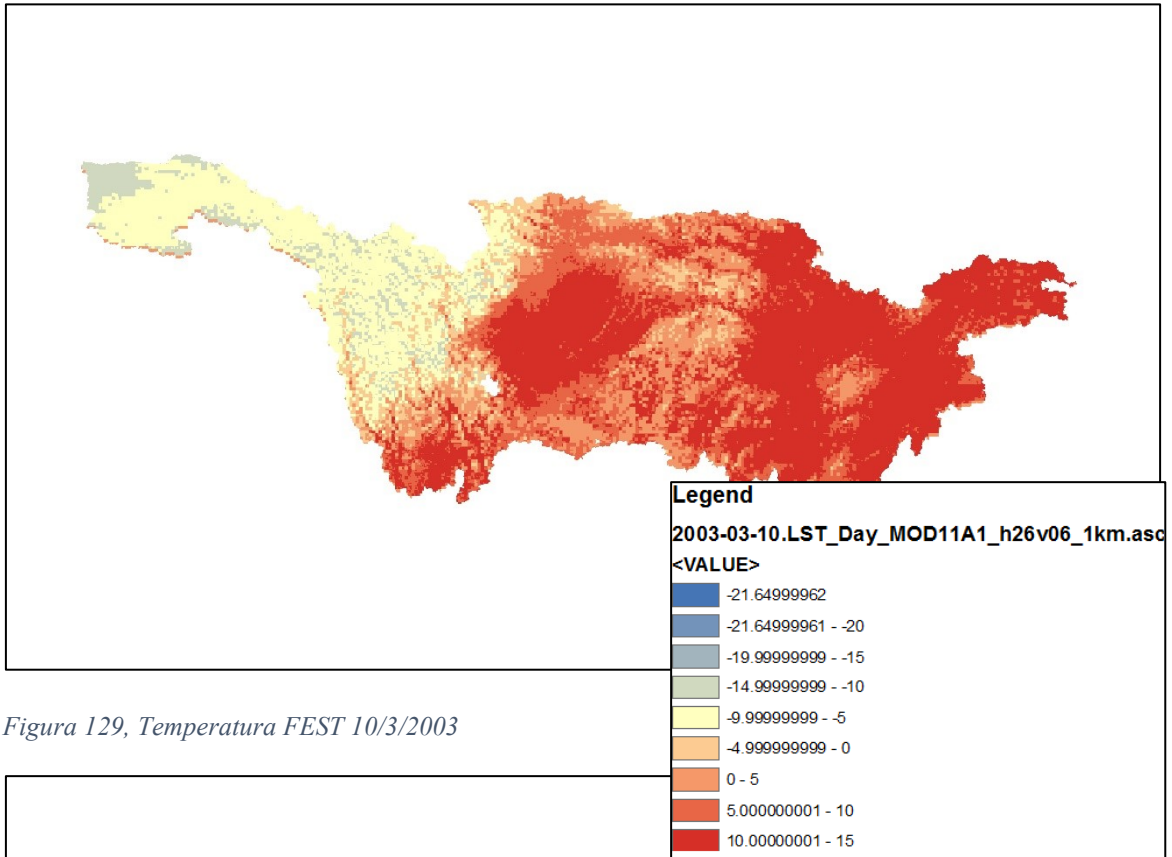 Legend
2003-03-10.LST_Day_MOD11A1_h26v06_1km.asc
<VALUE>
-21.64999962
-21.64999961 - -20
-19.99999999 - -15
-14.99999999 - -10
-9.99999999 - -5
-4.999999999 - 0
0 - 5
5.000000001 - 10
10.00000001 - 15
Figura 129, Temperatura FEST 10/3/2003